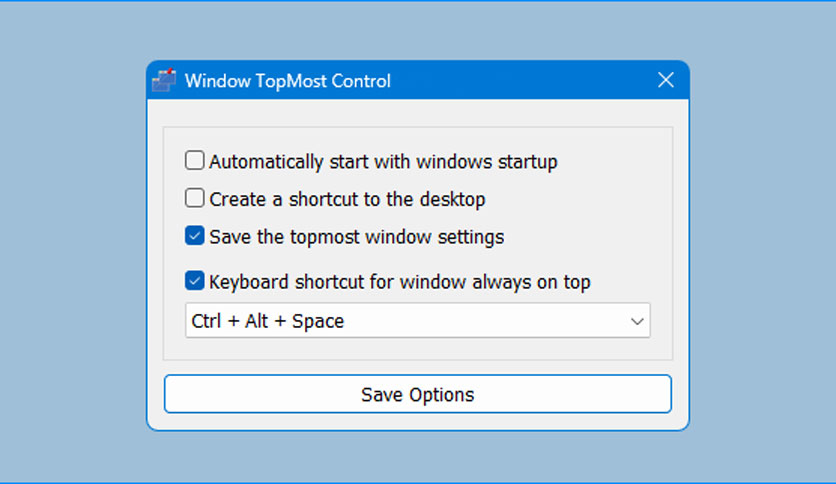 Window TopMost Control
Automatically start with windows startup
Create a shortcut to the desktop
Save the topmost window settings
Keyboard shortcut for window always on top
Ctrl + Alt + Space
Save Options